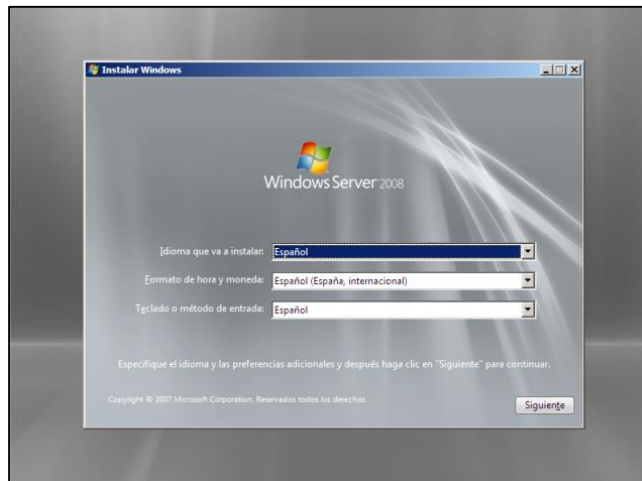 Instalar Windows
Windows Server 2008
Idioma que va a instalar: Español
Formato de hora y moneda: Español (España, internacional)
Teclado o método de entrada: Español
Especifique el idioma y las preferencias adicionales y después haga clic en "Siguiente" para continuar.
Copyright © 2007 Microsoft Corporation. Reservados todos los derechos.
Siguiente